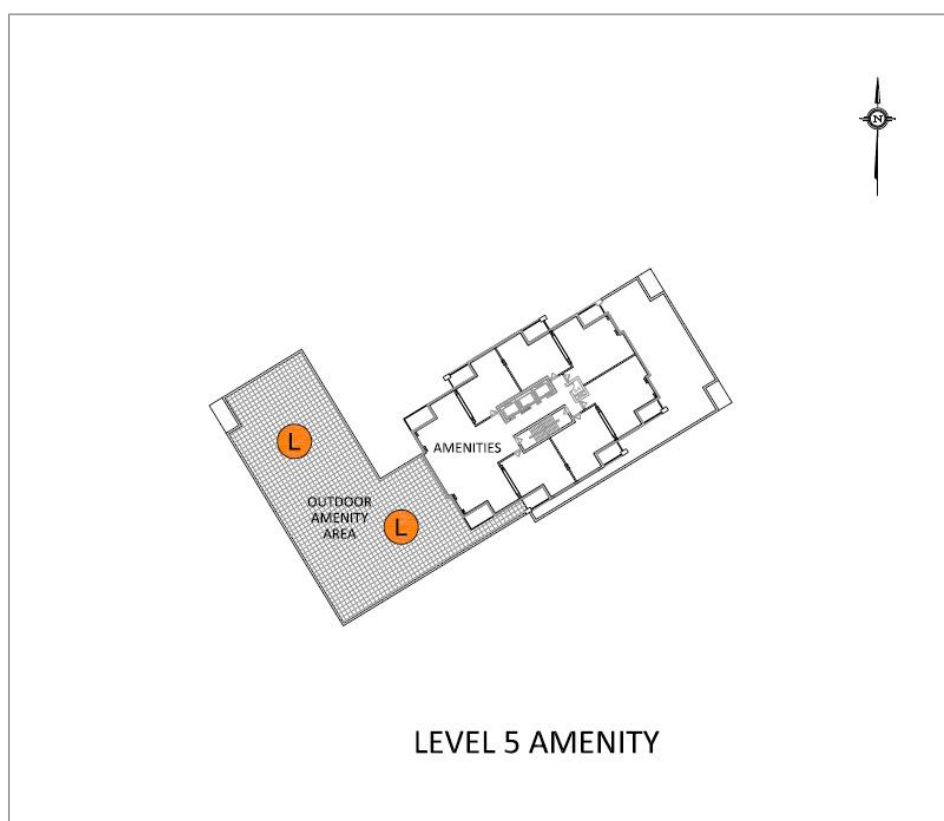 N
AMENITIES
L
OUTDOOR
AMENITY
AREA
L
LEVEL 5 AMENITY